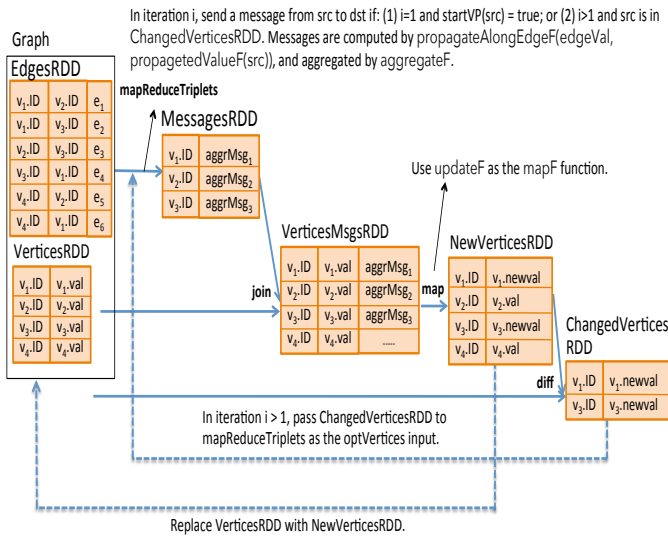 In iteration i, send a message from src to dst if: (1) i=1 and startVP(src) = true; or (2) i>1 and src is in
ChangedVerticesRDD. Messages are computed by propagateAlongEdgeF(edgeVal,
propagetedValueF(src)), and aggregated by aggregateF.
Graph
EdgesRDD
v1.ID v2.ID e1
v1.ID v3.ID e2
v2.ID v3.ID e3
v3.ID v1.ID e4
v4.ID v2.ID e5
v4.ID v1.ID e6
mapReduceTriplets
MessagesRDD
v1.ID aggrMsg1
v2.ID aggrMsg2
v3.ID aggrMsg3
Use updateF as the mapF function.
VerticesRDD
v1.ID v1.val
v2.ID v2.val
v3.ID v3.val
v4.ID v4.val
join
VerticesMsgsRDD
v1.ID v1.val aggrMsg1
v2.ID v2.val aggrMsg2
v3.ID v3.val aggrMsg3
v4.ID v4.val ......
map
NewVerticesRDD
v1.ID v1.newval
v2.ID v2.val
v3.ID v3.newval
v4.ID v4.val
ChangedVertices
RDD
v1.ID v1.newval
v3.ID v3.newval
diff
In iteration i > 1, pass ChangedVerticesRDD to
mapReduceTriplets as the optVertices input.
Replace VerticesRDD with NewVerticesRDD.